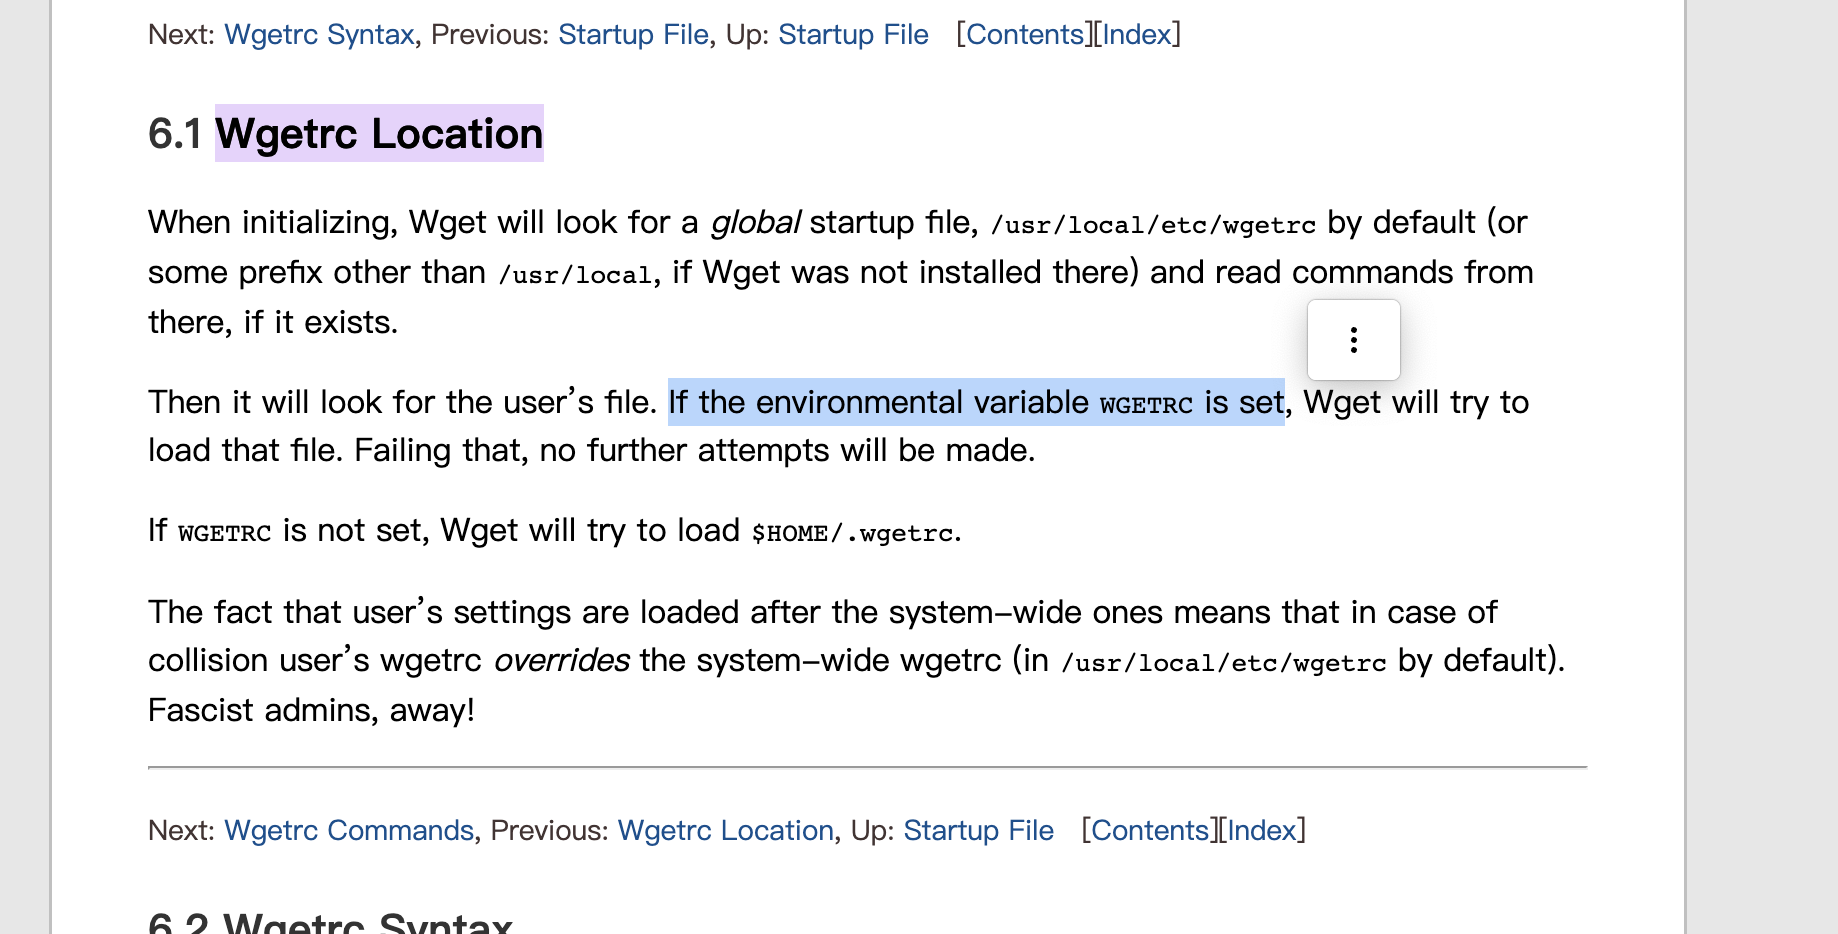 Next: Wgetrc Syntax, Previous: Startup File, Up: Startup File [Contents][Index]
6.1 Wgetrc Location
When initializing, Wget will look for a global startup file, /usr/local/etc/wgetrc by default (or
some prefix other than /usr/local, if Wget was not installed there) and read commands from
there, if it exists.
Then it will look for the user’s file. If the environmental variable WGETRC is set, Wget will try to
load that file. Failing that, no further attempts will be made.
If WGETRC is not set, Wget will try to load $HOME/.wgetrc.
The fact that user’s settings are loaded after the system–wide ones means that in case of
collision user’s wgetrc overrides the system–wide wgetrc (in /usr/local/etc/wgetrc by default).
Fascist admins, away!
Next: Wgetrc Commands, Previous: Wgetrc Location, Up: Startup File [Contents][Index]
6.2 Wgetrc Syntax